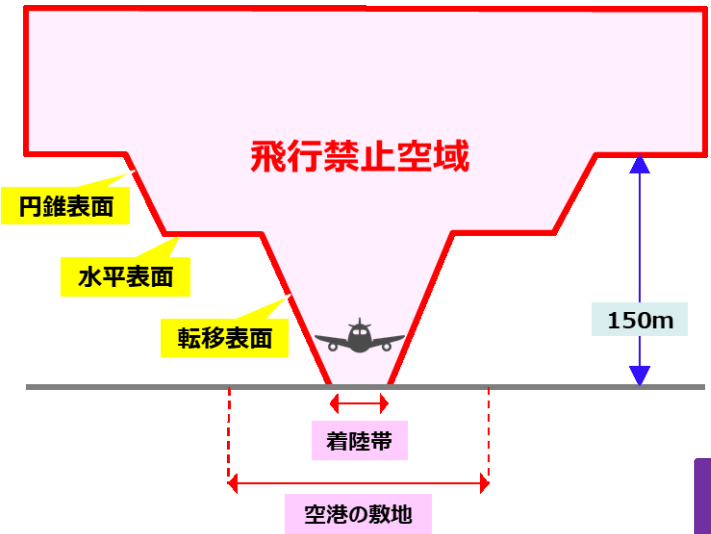 飛行禁止空域
円錐表面
水平表面
転移表面
150m
着陸帯
空港の敷地